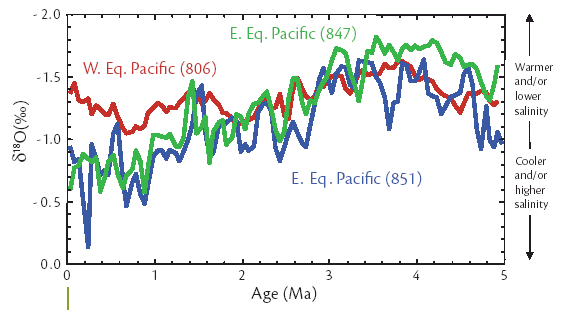 - 2.0
E. Eq. Pacific (847)
W. Eq. Pacific (806)
Warmer
and/or
lower
salinity
-1.5
δ18O(‰)
-1.0
Cooler
and/or
higher
salinity
E. Eq. Pacific (851)
- 0.5
0.0
0 1 2 3 4 5
Age (Ma)